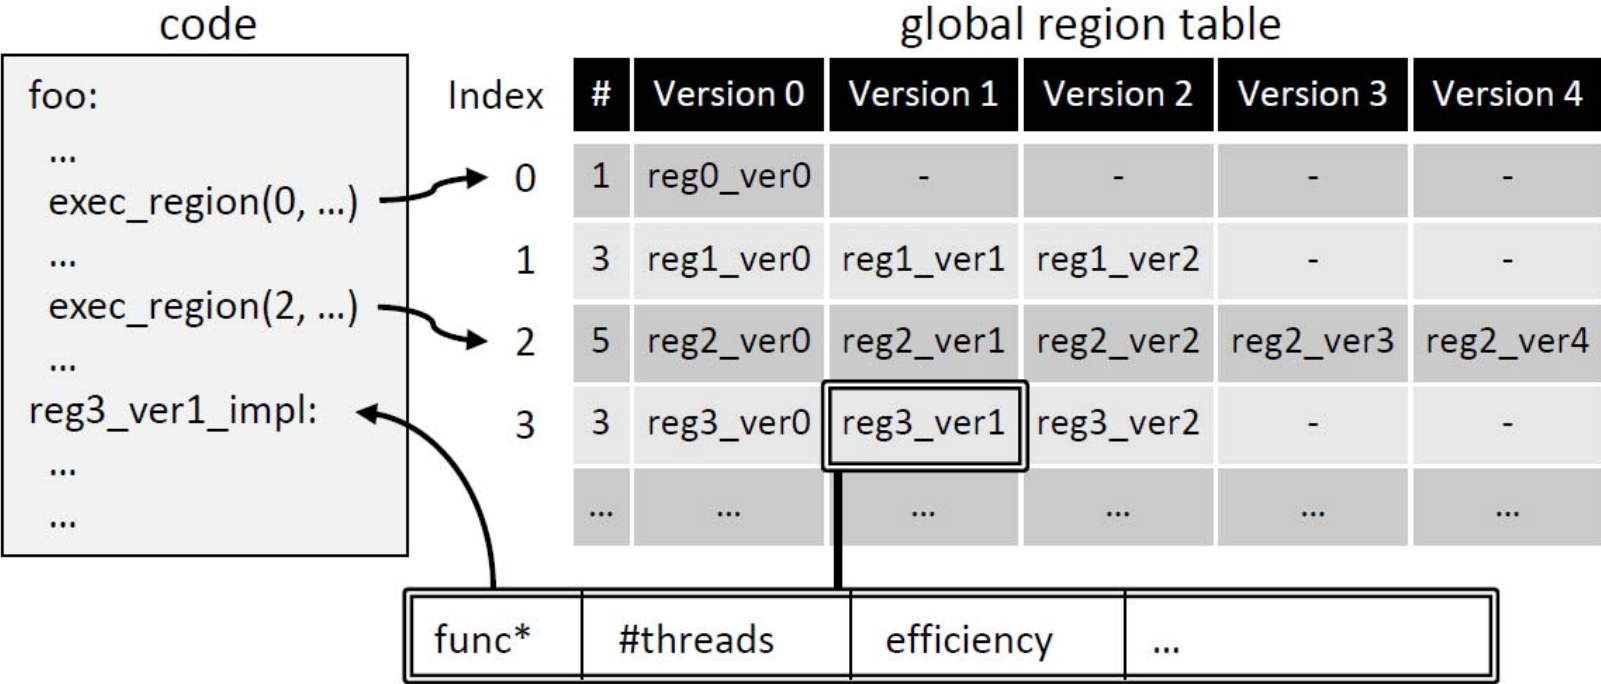 code
global region table
foo:
...
exec_region(0, ...)
...
exec_region(2, ...)
...
reg3_ver1_impl:
...
...
Index # Version 0 Version 1 Version 2 Version 3 Version 4
0 1 reg0_ver0 - - - -
1 3 reg1_ver0 reg1_ver1 reg1_ver2 - -
2 5 reg2_ver0 reg2_ver1 reg2_ver2 reg2_ver3 reg2_ver4
3 3 reg3_ver0 reg3_ver1 reg3_ver2 - -
... ... ... ... ... ...
func* #threads efficiency ...